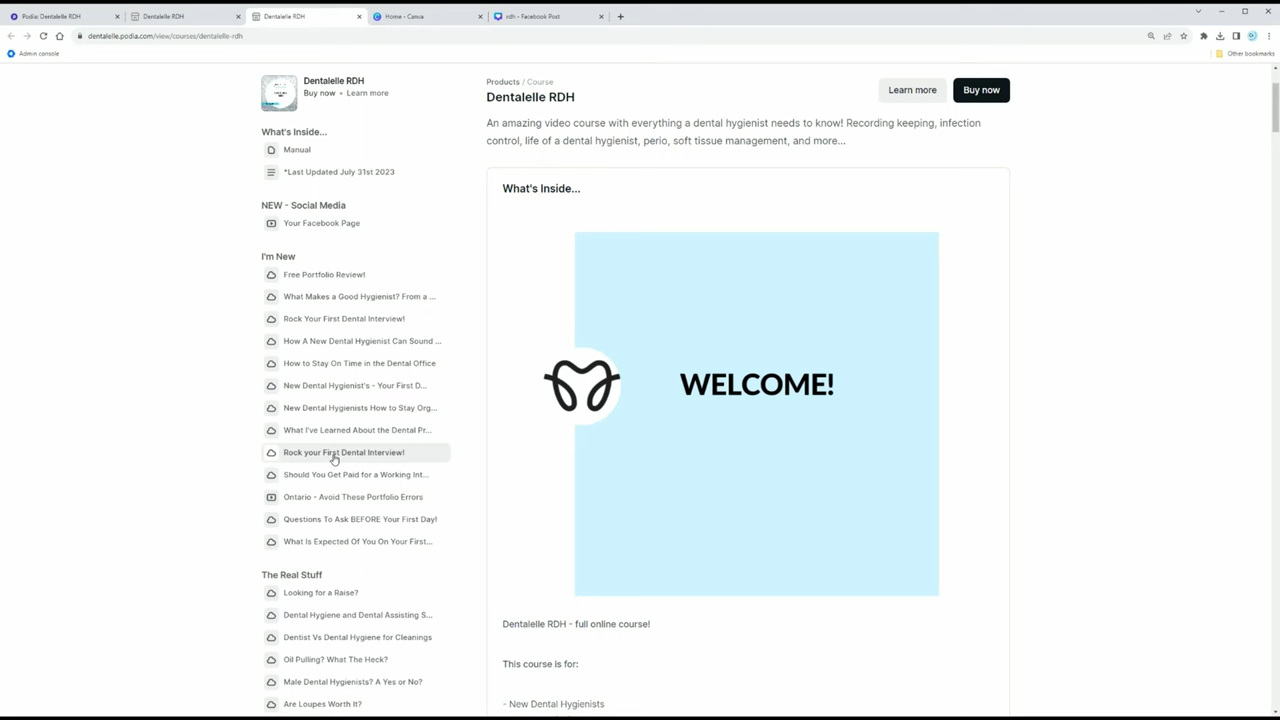 Podia: Dentalelle RDH
Dentalelle RDH
Dentalelle RDH
Home - Canva
rdh - Facebook Post
dentalelle.podia.com/view/courses/dentalelle-rdh
Admin console
Other bookmarks
Dentalelle RDH
Buy now • Learn more
What's Inside...
Manual
*Last Updated July 31st 2023
NEW - Social Media
Your Facebook Page
I'm New
Free Portfolio Review!
What Makes a Good Hygienist? From a ...
Rock Your First Dental Interview!
How A New Dental Hygienist Can Sound ...
How to Stay On Time in the Dental Office
New Dental Hygienist's - Your First D...
New Dental Hygienists How to Stay Org...
What I've Learned About the Dental Pr...
Rock your First Dental Interview!
Should You Get Paid for a Working Int...
Ontario - Avoid These Portfolio Errors
Questions To Ask BEFORE Your First Day!
What Is Expected Of You On Your First...
The Real Stuff
Looking for a Raise?
Dental Hygiene and Dental Assisting S...
Dentist Vs Dental Hygiene for Cleanings
Oil Pulling? What The Heck?
Male Dental Hygienists? A Yes or No?
Are Loupes Worth It?
Products / Course
Dentalelle RDH
Learn more
Buy now
An amazing video course with everything a dental hygienist needs to know! Recording keeping, infection
control, life of a dental hygienist, perio, soft tissue management, and more...
What's Inside...
WELCOME!
Dentalelle RDH - full online course!
This course is for:
- New Dental Hygienists